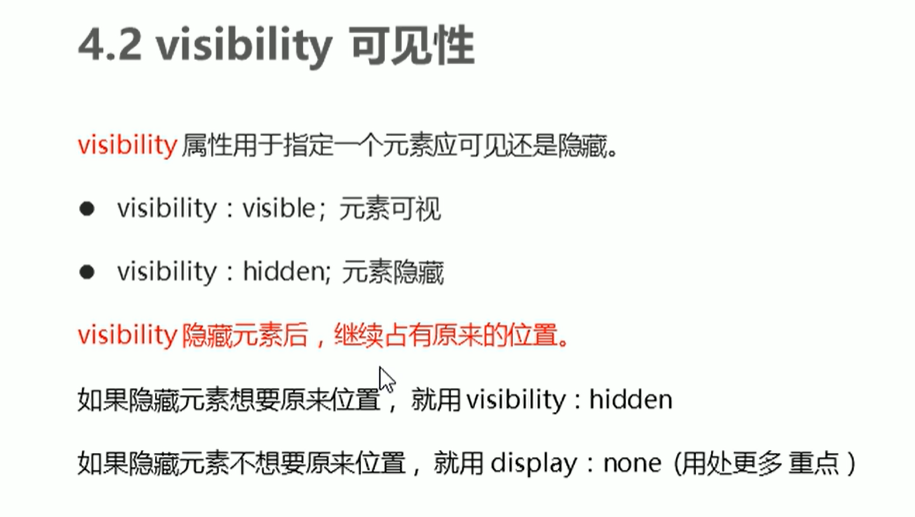 4.2 visibility 可见性
visibility 属性用于指定一个元素应可见还是隐藏。
● visibility：visible； 元素可视
● visibility：hidden; 元素隐藏
visibility 隐藏元素后，继续占有原来的位置。
如果隐藏元素想要原来位置， 就用 visibility：hidden
如果隐藏元素不想要原来位置， 就用 display：none (用处更多 重点）